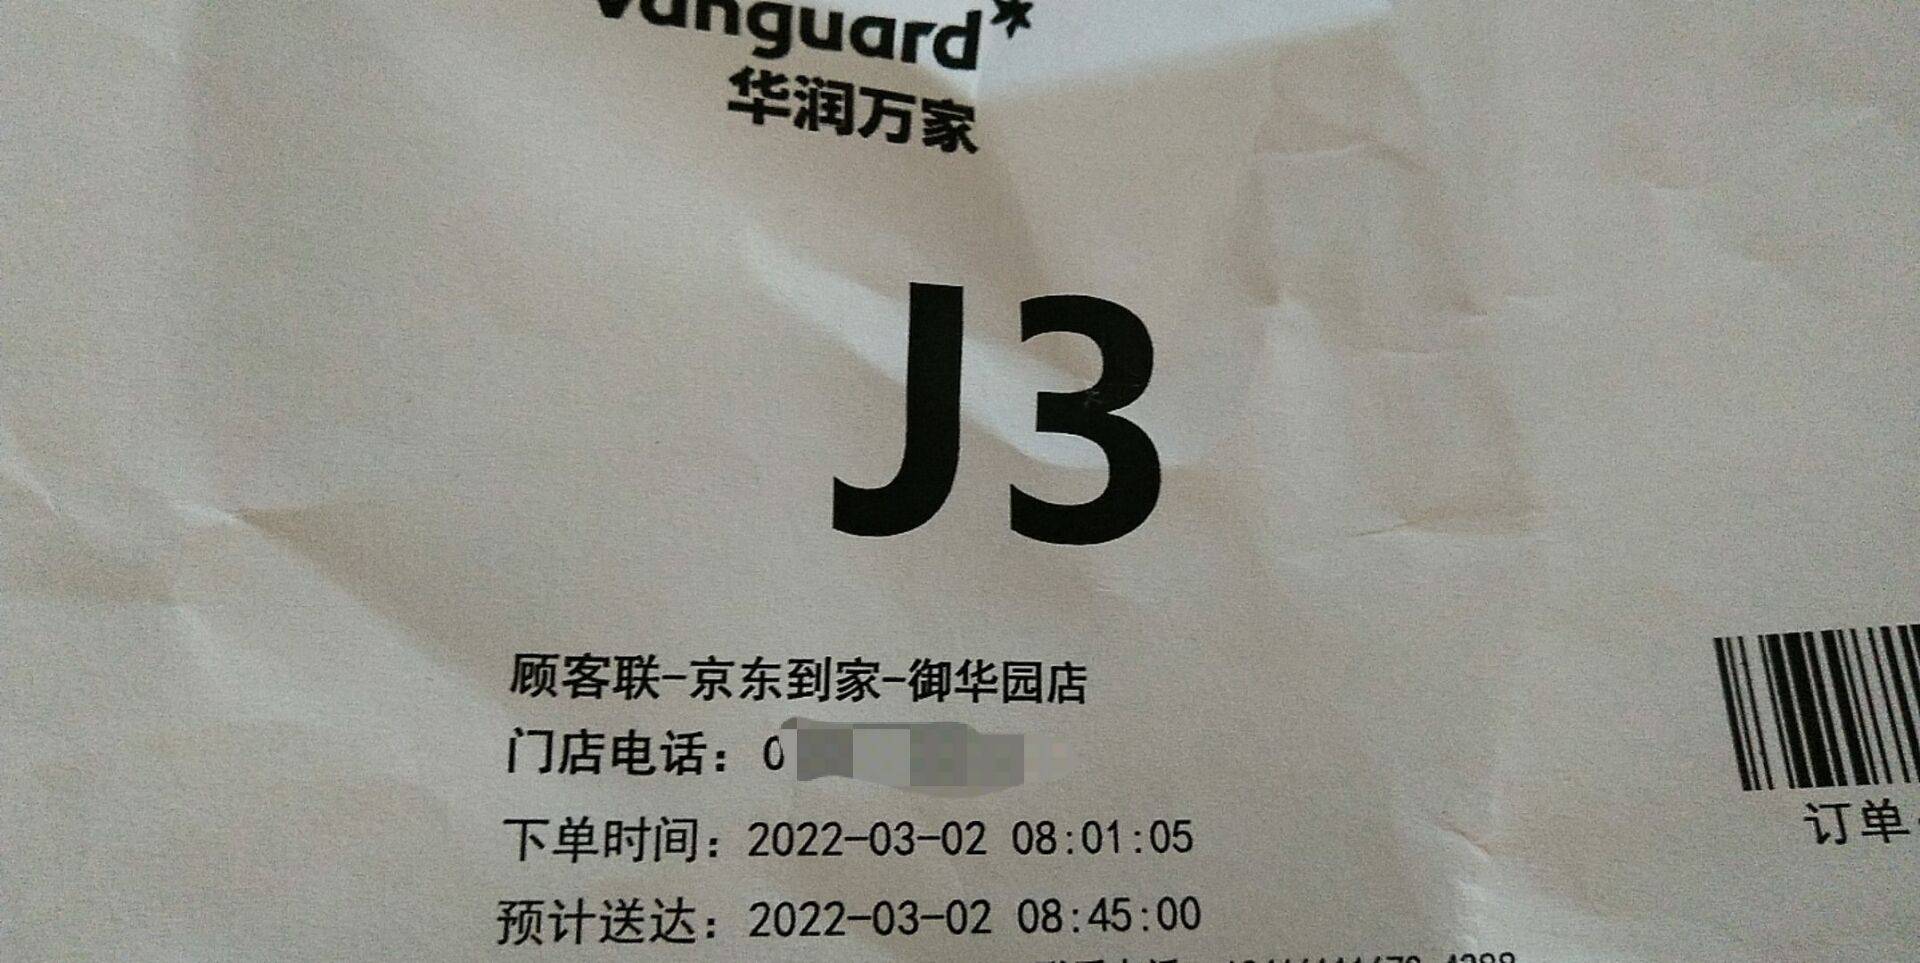 vanguard
华润万家
J3
顾客联-京东到家-御华园店
门店电话：0
下单时间：2022-03-02 08:01:05
预计送达：2022-03-02 08:45:00
订单